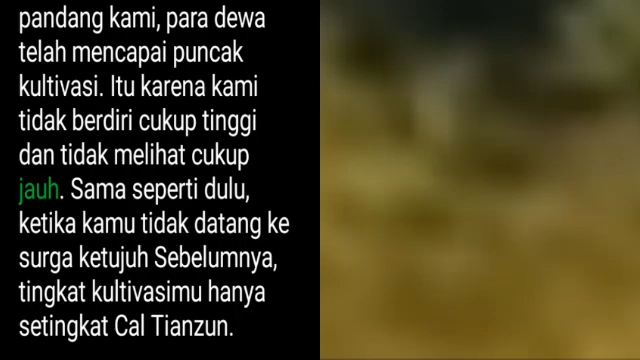 pandang kami, para dewa
telah mencapai puncak
kultivasi. Itu karena kami
tidak berdiri cukup tinggi
dan tidak melihat cukup
jauh. Sama seperti dulu,
ketika kamu tidak datang ke
surga ketujuh Sebelumnya,
tingkat kultivasimu hanya
setingkat Cal Tianzun.